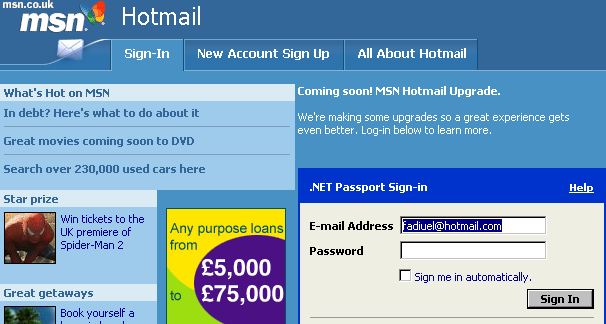 msn.co.uk
msn Hotmail
Sign-In New Account Sign Up All About Hotmail
What's Hot on MSN
In debt? Here's what to do about it
Great movies coming soon to DVD
Search over 230,000 used cars here
Star prize
Win tickets to the
UK premiere of
Spider-Man 2
Great getaways
Book yourself a
Any purpose loans
from
£5,000
to £75,000
Coming soon! MSN Hotmail Upgrade.
We're making some upgrades so a great experience gets
even better. Log-in below to learn more.
.NET Passport Sign-in Help
E-mail Address fadiuel@hotmail.com
Password
Sign me in automatically.
Sign In